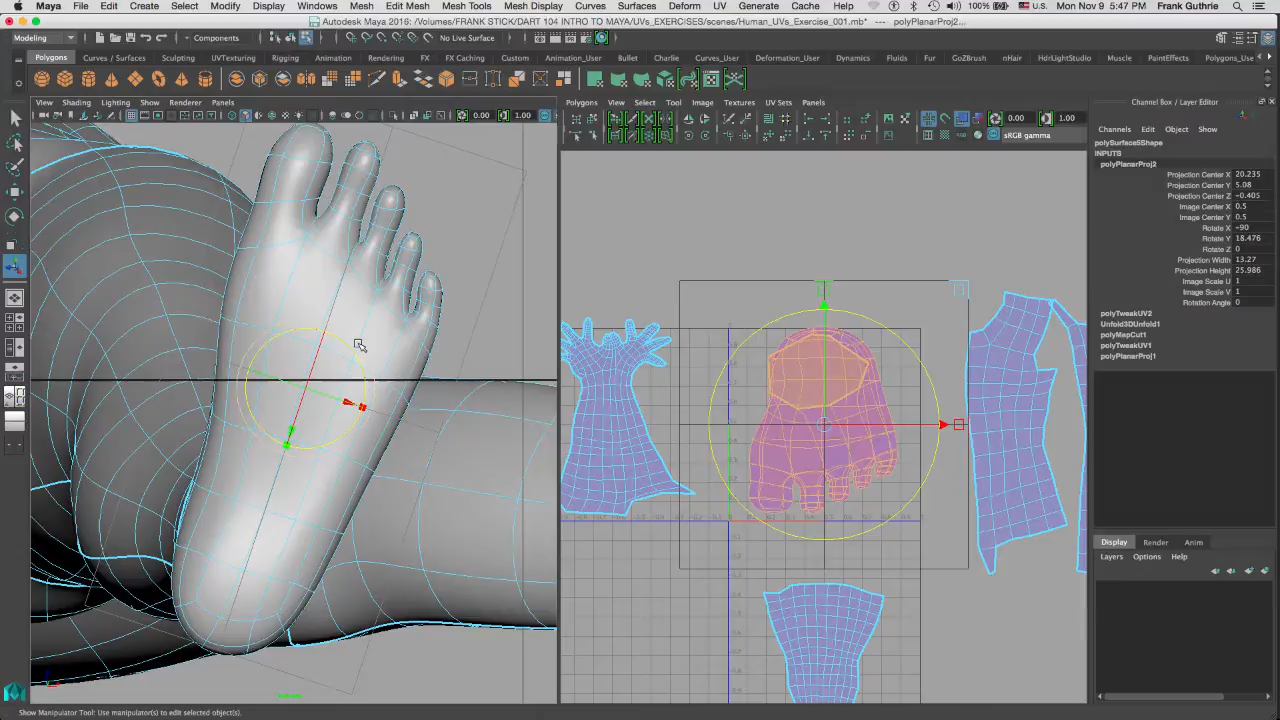 Maya File Edit Create Select Modify Display Windows Edit Mesh Mesh Tools Mesh Curves Surfaces Deform UV Generate Cache Help Mon Nov 9 5:47 PM Frank Guthrie
Autodesk Maya 2016: /Volumes/FRANK STICK/DART 104 INTRO TO MAYA/UVs_EXERCISES/scenes/Human_UVs_Exercise_001.mb* --- polyPlanarProj2...
Modeling Components No Live Surface
Polygons Curves / Surfaces Sculpting UVTexturing Rigging Animation Rendering FX FX Caching Custom Animation_User Bullet Charlie Curves_User Deformation_User Dynamics Fluids Fur GoZBrush nHair HdrLightStudio Muscle PaintEffects Polygons_Use
View Shading Lighting Show Renderer Panels
0.00 1.00
Polygons View Select Tool Image Textures UV Sets Panels
0.00 1.00
sRGB gamma
Channel Box / Layer Editor
Channels Edit Object Show
polySurface5Shape
INPUTS
polyPlanarProj2
Projection Center X 20.235
Projection Center Y 5.08
Projection Center Z -0.405
Image Center X 0.5
Image Center Y 0.5
Rotate X -90
Rotate Y 18.476
Rotate Z 0
Projection Width 13.27
Projection Height 25.986
Image Scale U 1
Image Scale V 1
Rotation Angle 0
polyTweakUV2
Unfold3DUnfold1
polyMapCut1
polyTweakUV1
polyPlanarProj1
Display Render Anim
Layers Options Help
Show Manipulator Tool: Use manipulator(s) to edit selected object(s).